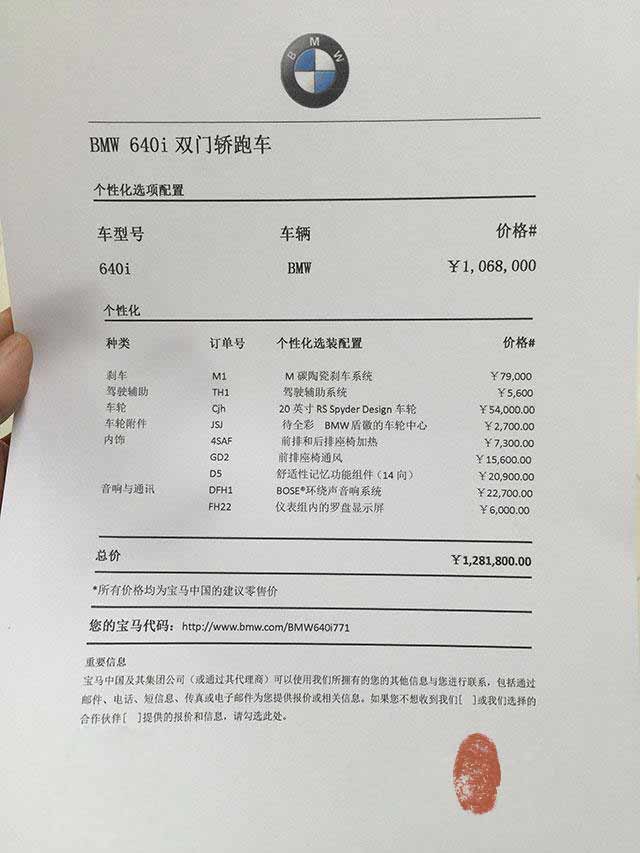 BMW
BMW 640i 双门轿跑车
个性化选项配置
车型号 车辆 价格#
640i BMW ￥1,068,000
个性化
种类 订单号 个性化选装配置 价格#
刹车 M1 M 碳陶瓷刹车系统 ￥79,000
驾驶辅助 TH1 驾驶辅助系统 ￥5,600
车轮 Cjh 20 英寸 RS Spyder Design 车轮 ￥54,000.00
车轮附件 JSJ 待全彩 BMW 盾徽的车轮中心 ￥2,700.00
内饰 4SAF 前排和后排座椅加热 ￥7,300.00
GD2 前排座椅通风 ￥15,600.00
D5 舒适性记忆功能组件（14 向） ￥20,900.00
音响与通讯 DFH1 BOSE®环绕声音响系统 ￥22,700.00
FH22 仪表组内的罗盘显示屏 ￥6,000.00
总价 ￥1,281,800.00
*所有价格均为宝马中国的建议零售价
您的宝马代码：http://www.bmw.com/BMW640i771
重要信息
宝马中国及其集团公司（或通过其代理商）可以使用我们所拥有的您的其他信息与您进行联系，包括通过
邮件、电话、短信息、传真或电子邮件为您提供报价或相关信息。如果您不想收到我们[ ]或我们选择的
合作伙伴[ ]提供的报价和信息，请勾选此处。